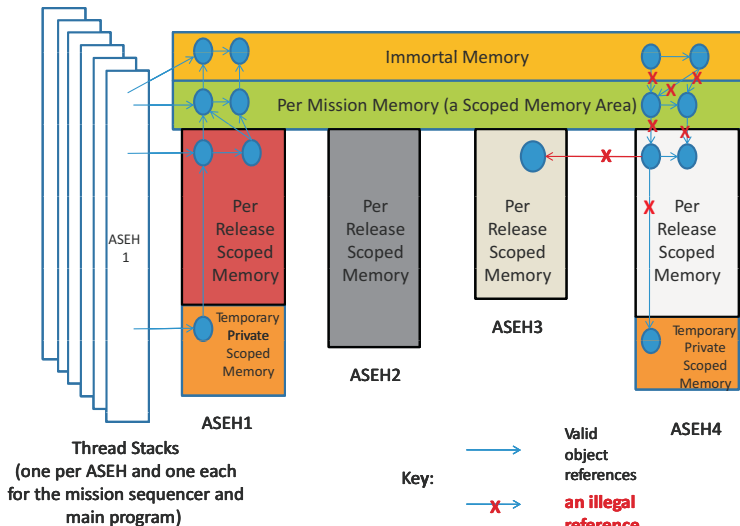 Immortal Memory
Per Mission Memory (a Scoped Memory Area)
X
X
X
X
X
X
X
ASEH
1
Per
Release
Scoped
Memory
Per
Release
Scoped
Memory
Per
Release
Scoped
Memory
Per
Release
Scoped
Memory
Temporary
Private
Scoped
Memory
Temporary
Private
Scoped
Memory
ASEH1
ASEH2
ASEH3
ASEH4
Thread Stacks
(one per ASEH and one each
for the mission sequencer and
main program)
Key:
Valid
object
references
X
an illegal
reference